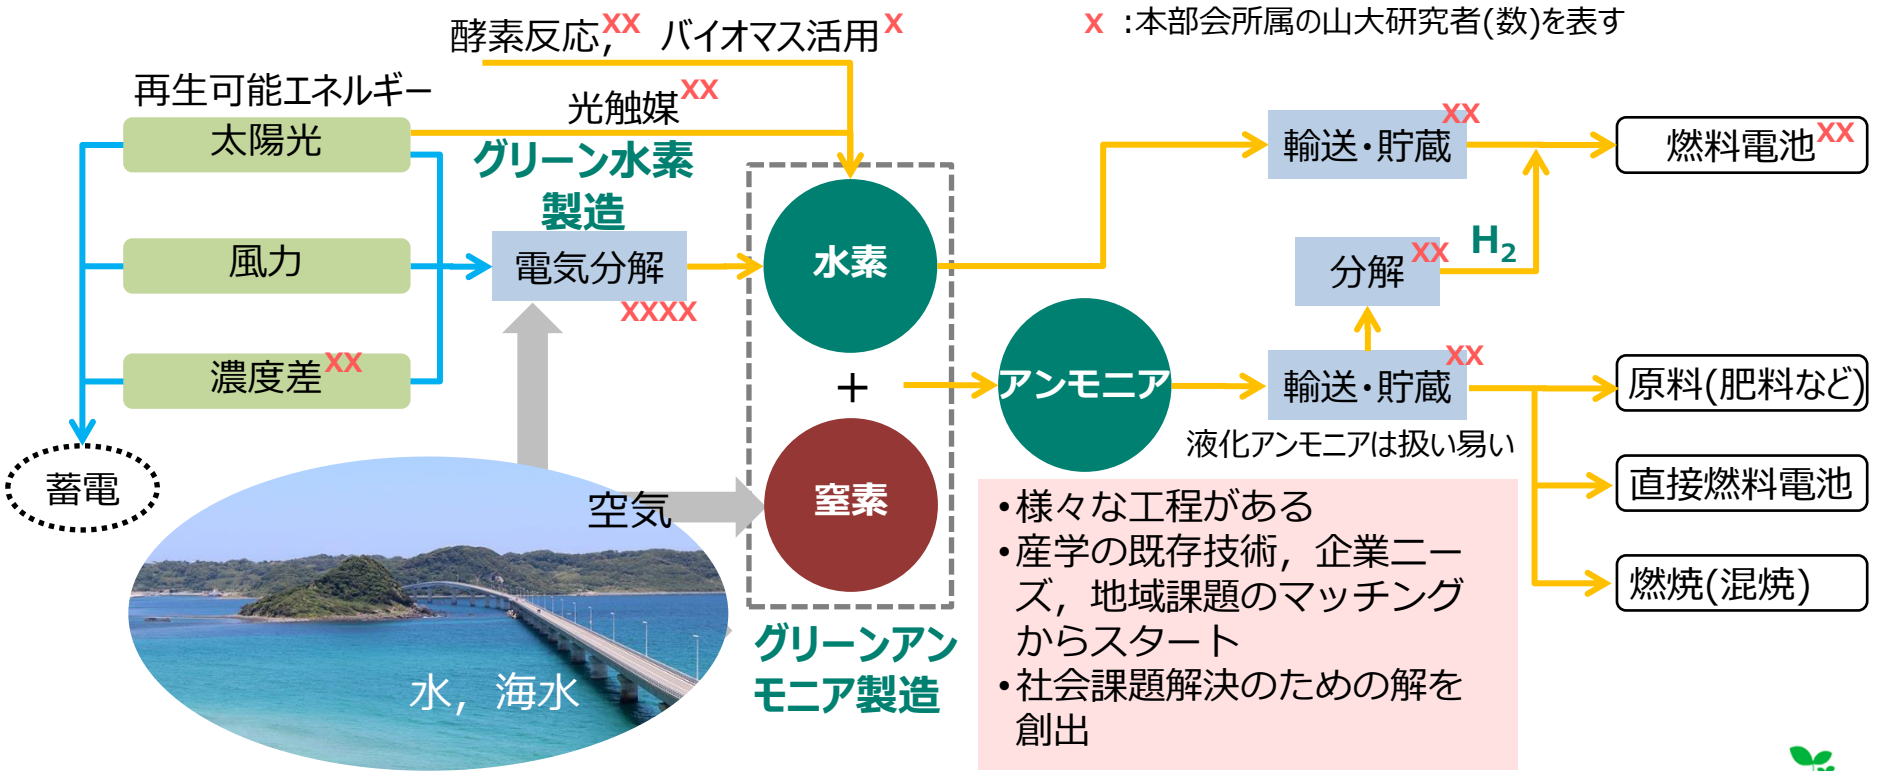 酵素反応,XX バイオマス活用X
X :本部会所属の山大研究者(数)を表す
再生可能エネルギー
光触媒XX
太陽光
グリーン水素
製造
風力
電気分解
XXXX
濃度差XX
蓄電
水素
+
窒素
空気
水, 海水
グリーンアン
モニア製造
アンモニア
輸送・貯蔵XX
燃料電池XX
分解XX
H₂
輸送・貯蔵XX
液化アンモニアは扱い易い
原料(肥料など)
直接燃料電池
燃焼(混焼)
•様々な工程がある
•産学の既存技術, 企業ニー
ズ, 地域課題のマッチング
からスタート
•社会課題解決のための解を
創出